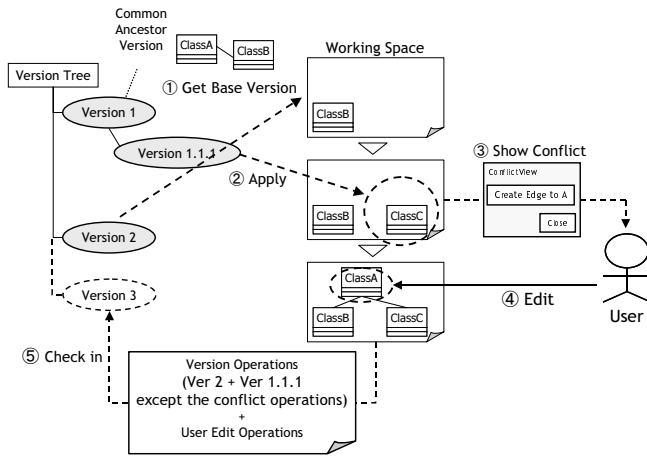 Common
Ancestor
Version
ClassA
ClassB
Version Tree
Version 1
① Get Base Version
Working Space
ClassB
Version 1.1.1
② Apply
ClassB
ClassC
③ Show Conflict
ConflictView
Create Edge to A
Close
Version 2
Version 3
ClassA
ClassB
ClassC
④ Edit
User
⑤ Check in
Version Operations
(Ver 2 + Ver 1.1.1
except the conflict operations)
+
User Edit Operations